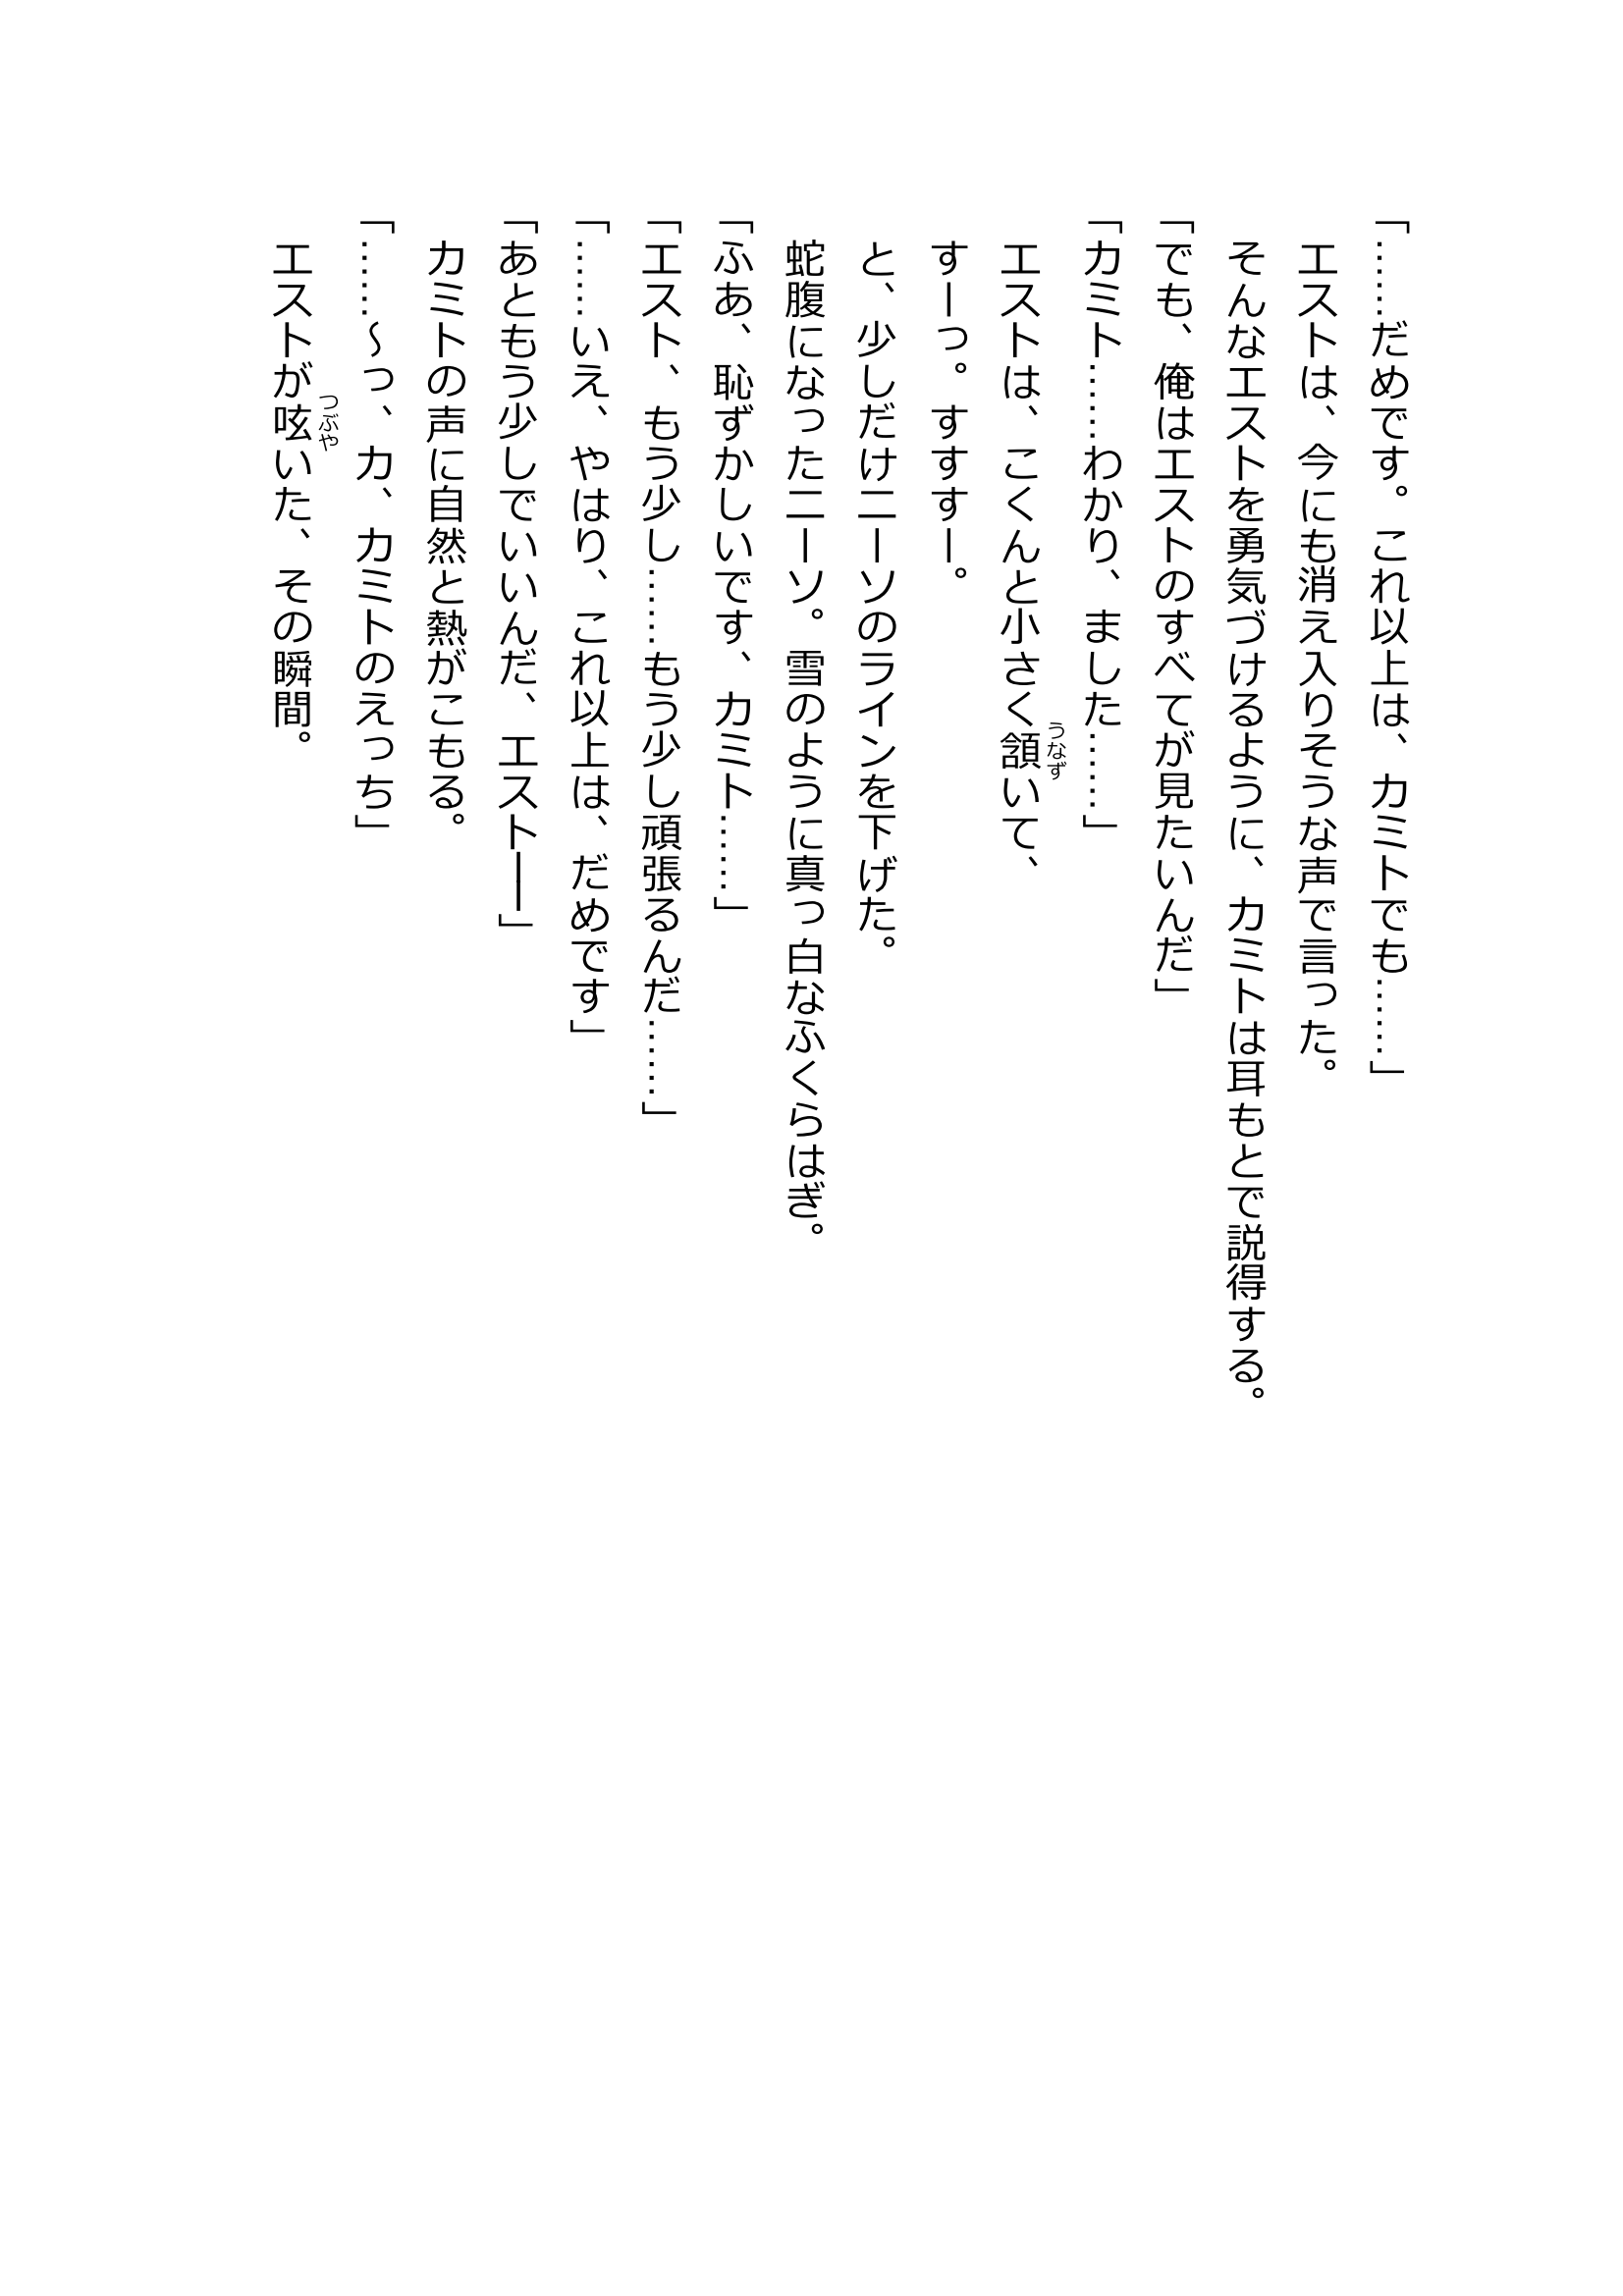 「……だめです。これ以上は、カミトでも……」
エストは、今にも消え入りそうな声で言った。
そんなエストを勇気づけるように、カミトは耳もとで説得する。
「でも、俺はエストのすべてが見たいんだ」
「カミト……わかり、ました……」
エストは、こくんと小さく頷いて、
うなず
すーっ。すすすー。
と、少しだけニーソのラインを下げた。
蛇腹になったニーソ。雪のように真っ白なふくらはぎ。
「ふあ、恥ずかしいです、カミト……」
「エスト、もう少し……もう少し頑張るんだ……」
「……いえ、やはり、これ以上は、だめです」
「あともう少しでいいんだ、エスト――」
カミトの声に自然と熱がこもる。
「……～っ、カ、カミトのえっち」
エストが呟いた、その瞬間。
つぶや